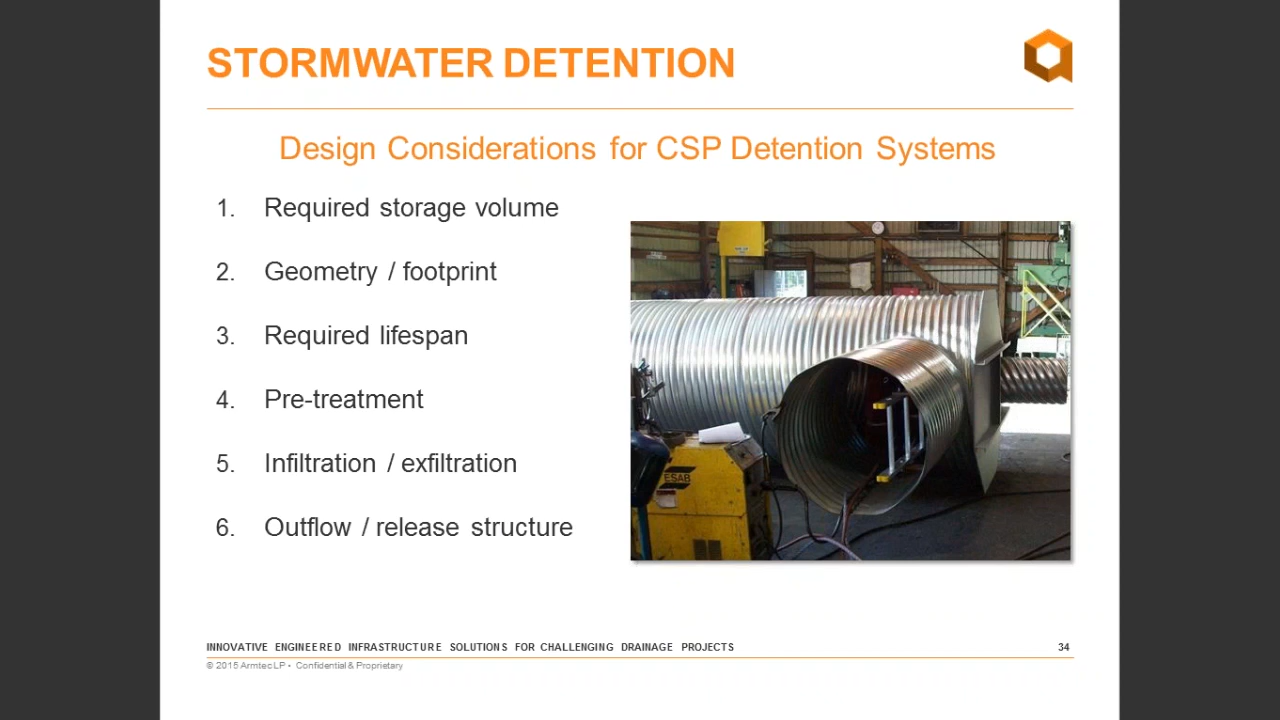 STORMWATER DETENTION
Design Considerations for CSP Detention Systems
1. Required storage volume
2. Geometry / footprint
3. Required lifespan
4. Pre-treatment
5. Infiltration / exfiltration
6. Outflow / release structure
ESAB
INNOVATIVE ENGINEERED INFRASTRUCTURE SOLUTIONS FOR CHALLENGING DRAINAGE PROJECTS 34
© 2015 Armtec LP • Confidential & Proprietary